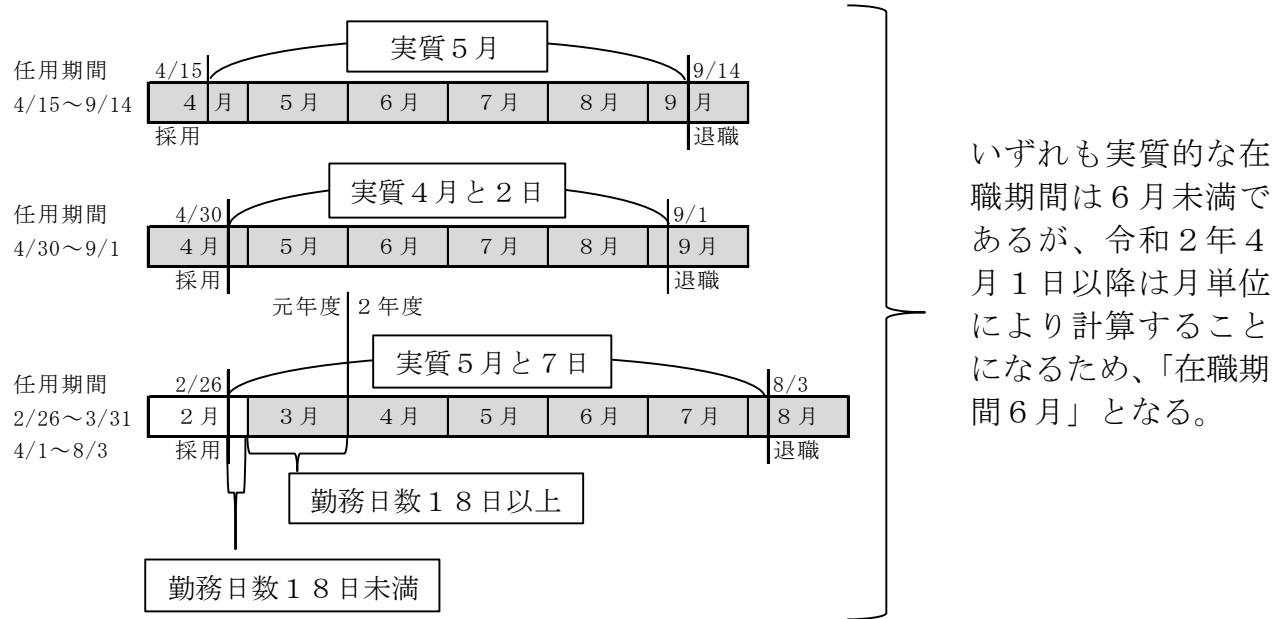 実質５月
任用期間
4/15～9/14
4/15
9/14
４月
５月
６月
７月
８月
９月
採用
退職
実質４月と２日
任用期間
4/30～9/1
4/30
9/1
４月
５月
６月
７月
８月
９月
採用
退職
元年度
２年度
実質５月と７日
任用期間
2/26～3/31
4/1～8/3
2/26
8/3
２月
３月
４月
５月
６月
７月
８月
採用
退職
勤務日数１８日以上
勤務日数１８日未満
いずれも実質的な在
職期間は６月未満で
あるが、令和２年４
月１日以降は月単位
により計算すること
になるため、「在職期
間６月」となる。